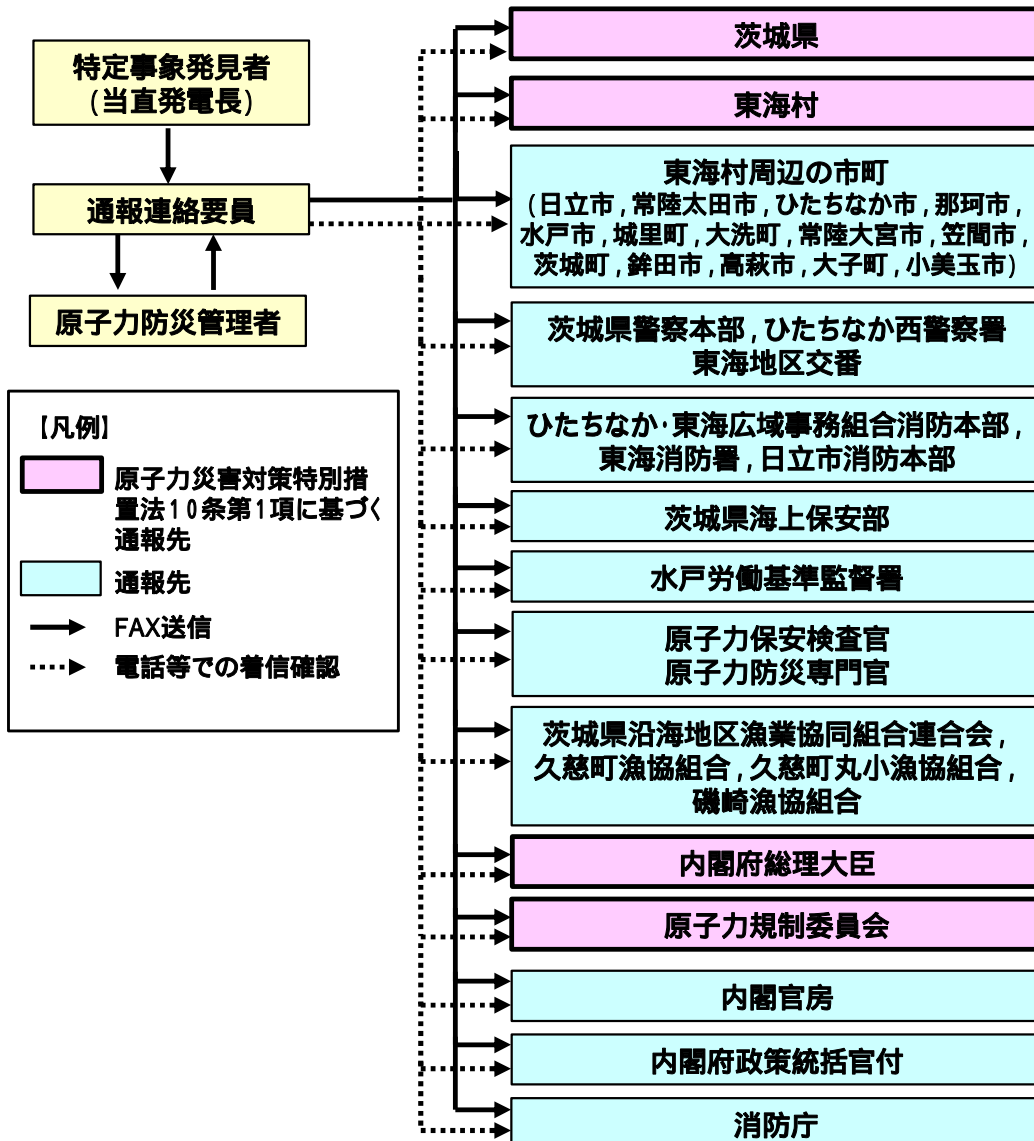 特定事象発見者
(当直発電長)
通報連絡要員
原子力防災管理者
【凡例】
原子力災害対策特別措
置法10条第1項に基づく
通報先
通報先
FAX送信
電話等での着信確認
茨城県
東海村
東海村周辺の市町
(日立市,常陸太田市,ひたちなか市,那珂市,
水戸市,城里町,大洗町,常陸大宮市,笠間市,
茨城町,鉾田市,高萩市,大子町,小美玉市)
茨城県警察本部,ひたちなか西警察署
東海地区交番
ひたちなか・東海広域事務組合消防本部,
東海消防署,日立市消防本部
茨城県海上保安部
水戸労働基準監督署
原子力保安検査官
原子力防災専門官
茨城県沿海地区漁業協同組合連合会,
久慈町漁協組合,久慈町丸小漁協組合,
磯崎漁協組合
内閣府総理大臣
原子力規制委員会
内閣官房
内閣府政策統括官付
消防庁